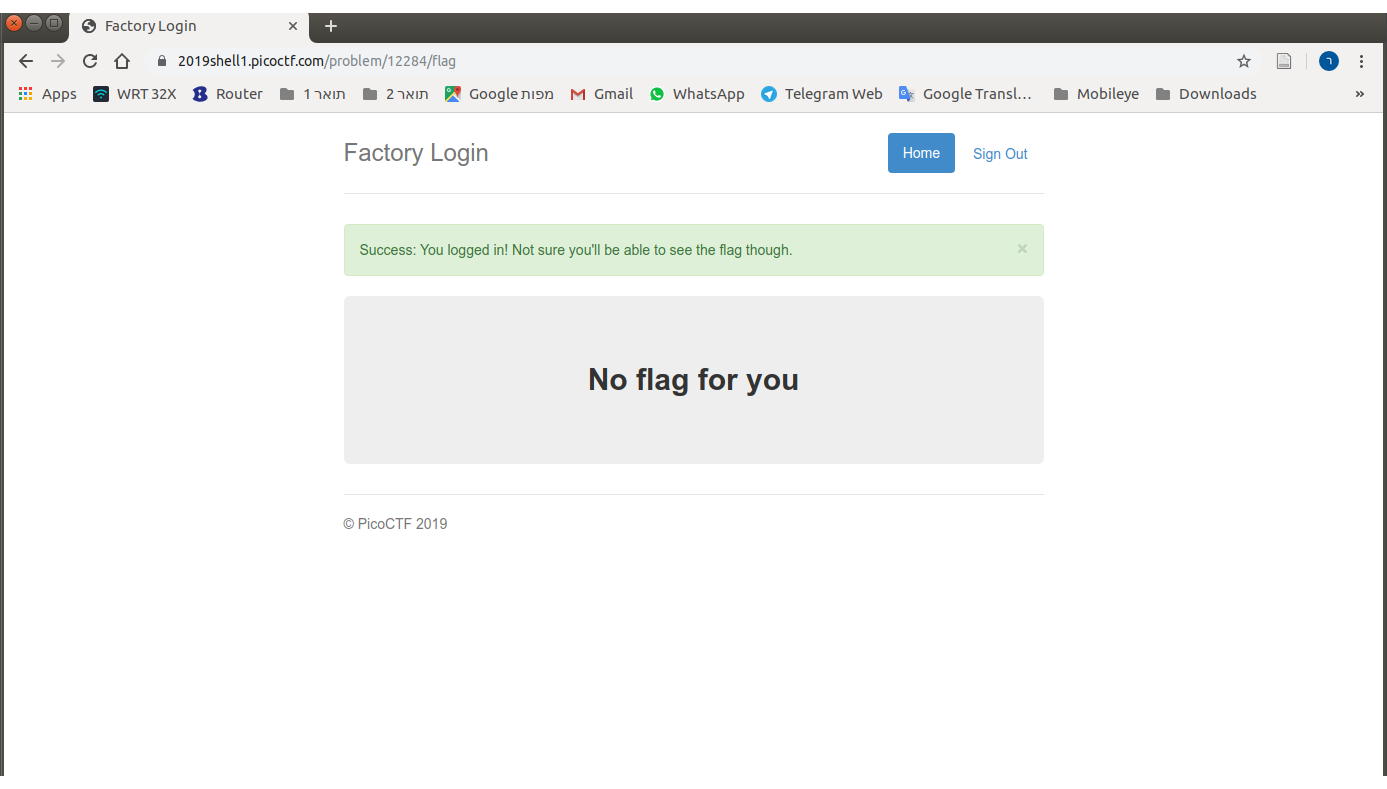 Factory Login
2019shell1.picoctf.com/problem/12284/flag
Apps WRT 32X Router תואר 1 תואר 2 מפות Google Gmail WhatsApp Telegram Web Google Transl… Mobileye Downloads »
Factory Login Home Sign Out
Success: You logged in! Not sure you'll be able to see the flag though. ×
No flag for you
© PicoCTF 2019